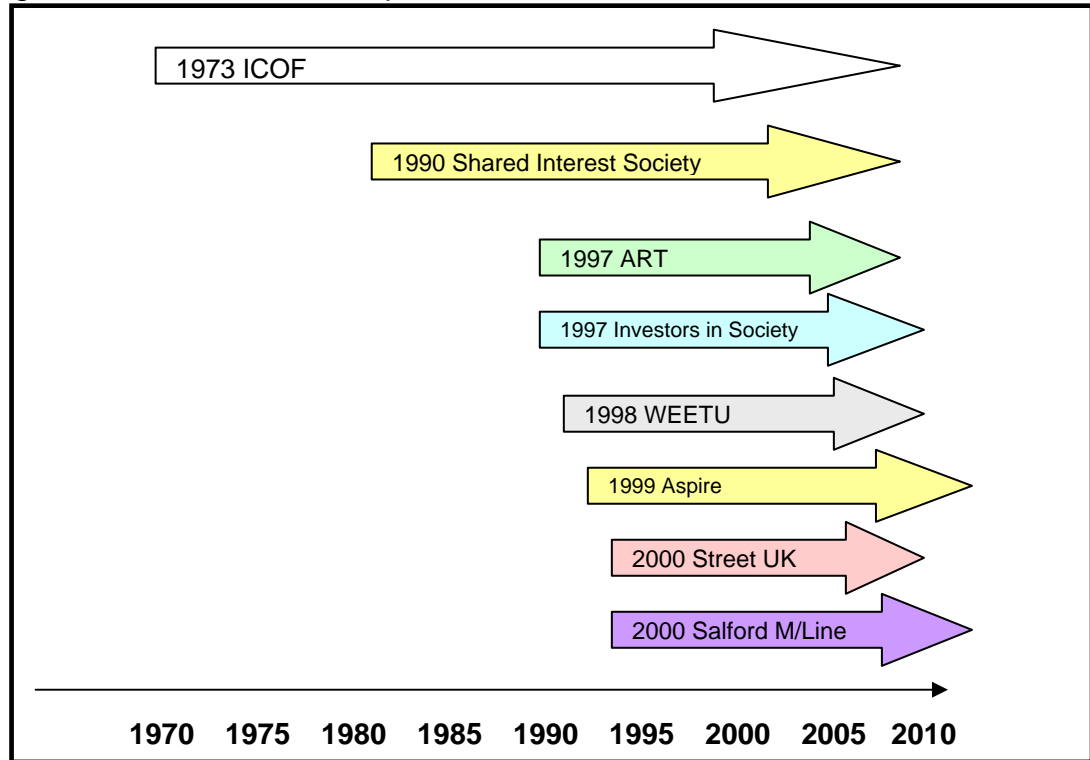 1973 ICOF
1990 Shared Interest Society
1997 ART
1997 Investors in Society
1998 WEETU
1999 Aspire
2000 Street UK
2000 Salford M/Line
1970 1975 1980 1985 1990 1995 2000 2005 2010